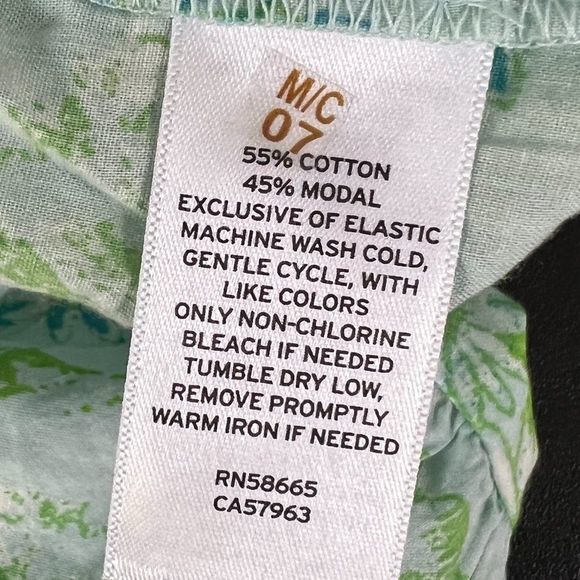 M/C
07
55% COTTON
45% MODAL
EXCLUSIVE OF ELASTIC
MACHINE WASH COLD,
GENTLE CYCLE, WITH
LIKE COLORS
ONLY NON-CHLORINE
BLEACH IF NEEDED
TUMBLE DRY LOW,
REMOVE PROMPTLY
WARM IRON IF NEEDED
RN58665
CA57963